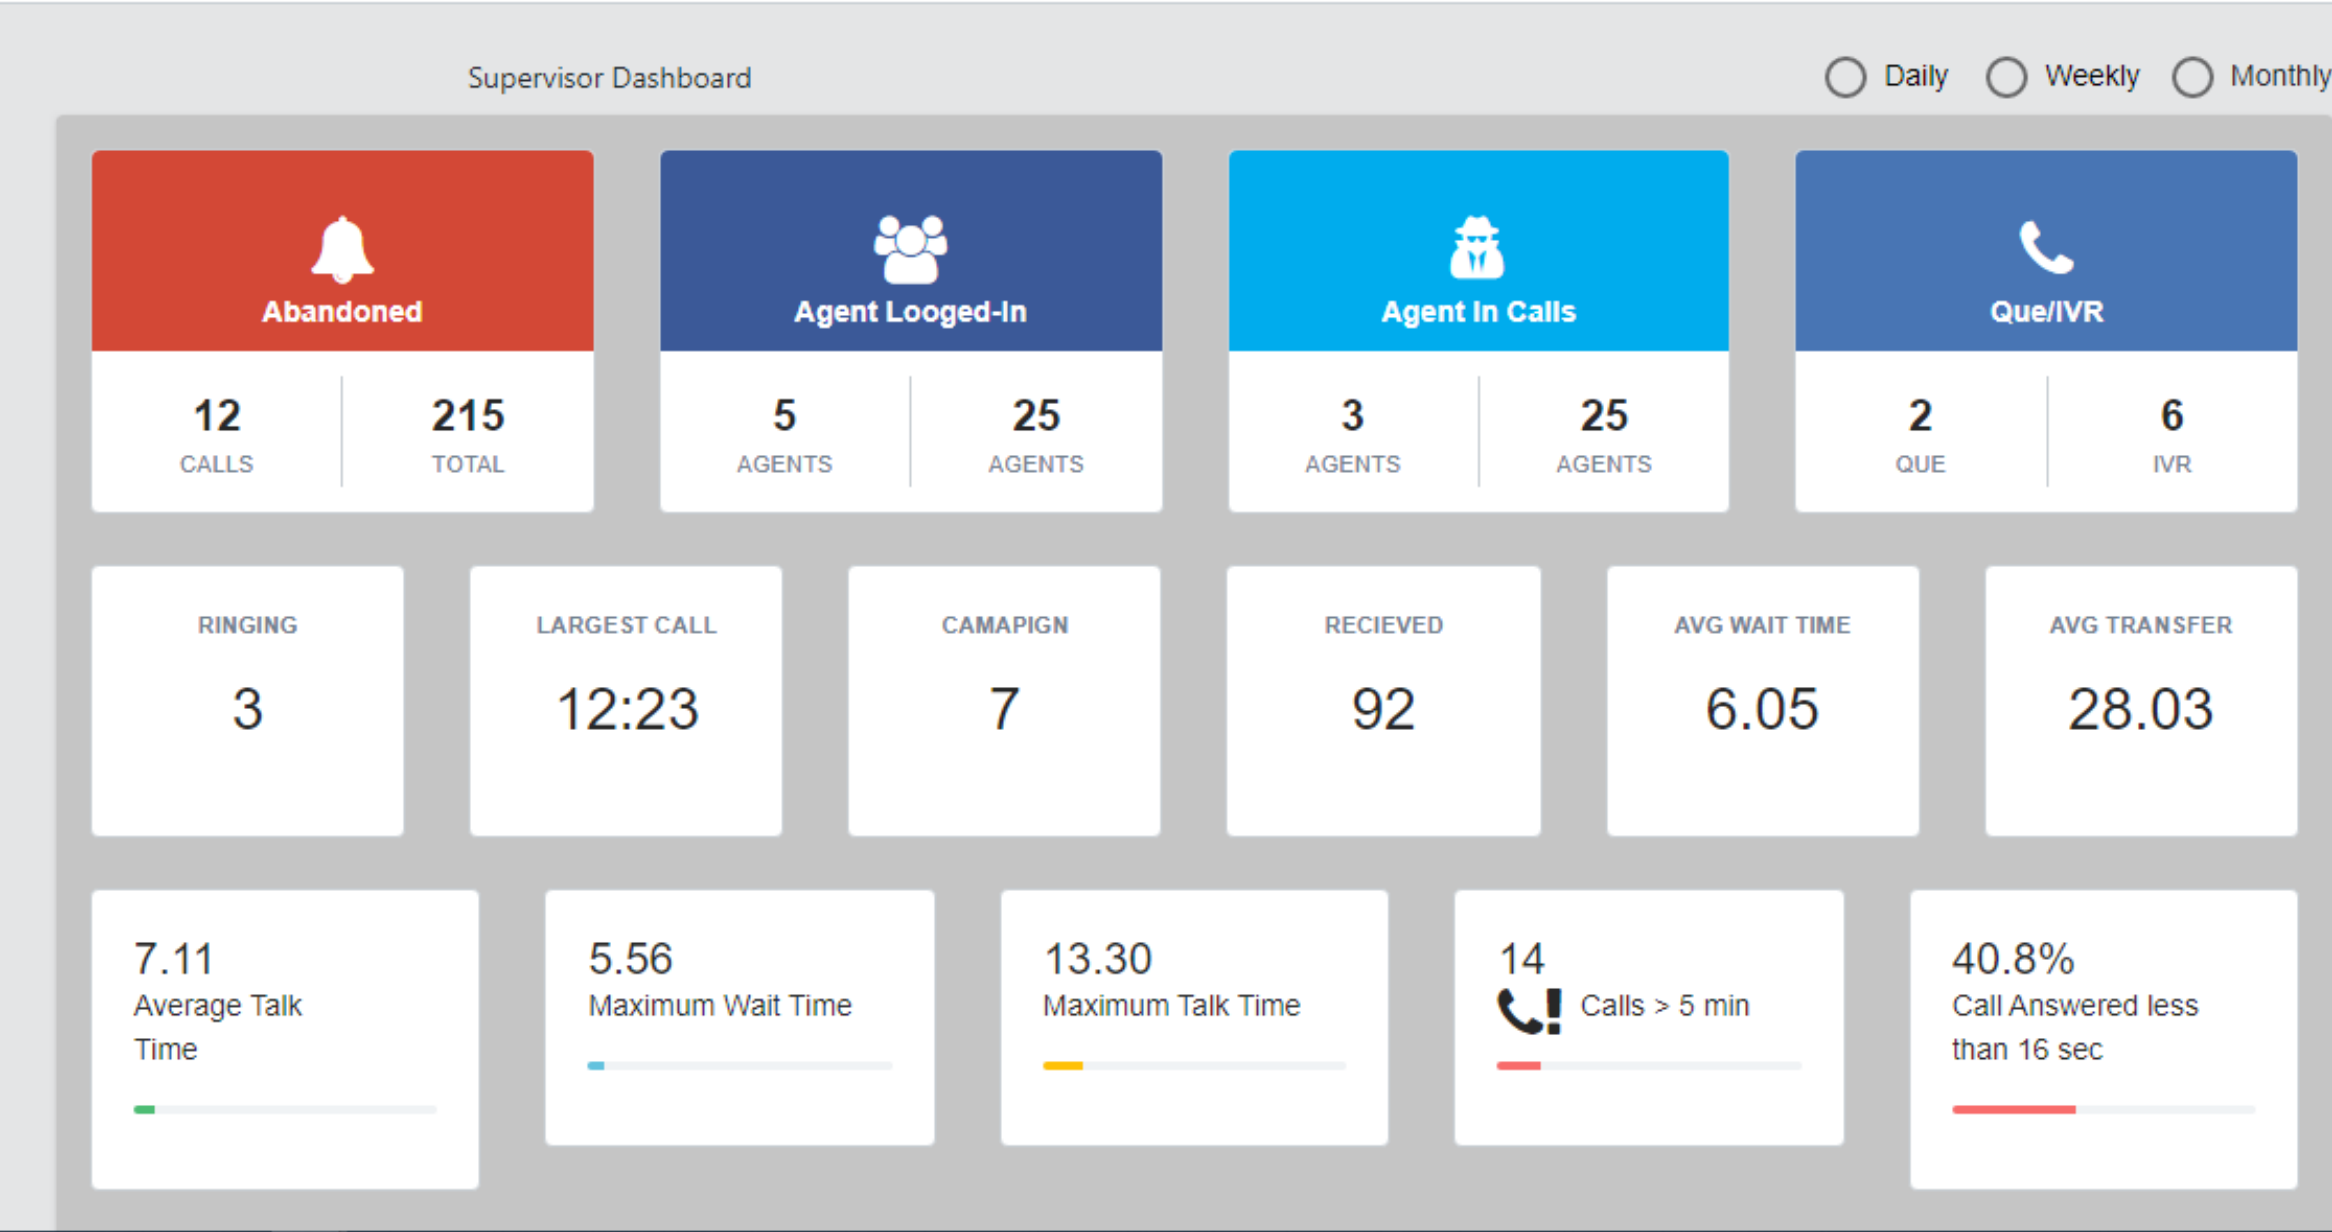 Supervisor Dashboard
Daily
Weekly
Monthly
Abandoned
12
CALLS
215
TOTAL
Agent Looged-In
5
AGENTS
25
AGENTS
Agent In Calls
3
AGENTS
25
AGENTS
Que/IVR
2
QUE
6
IVR
RINGING
3
LARGEST CALL
12:23
CAMAPIGN
7
RECIEVED
92
AVG WAIT TIME
6.05
AVG TRANSFER
28.03
7.11
Average Talk
Time
5.56
Maximum Wait Time
13.30
Maximum Talk Time
14
Calls > 5 min
40.8%
Call Answered less
than 16 sec